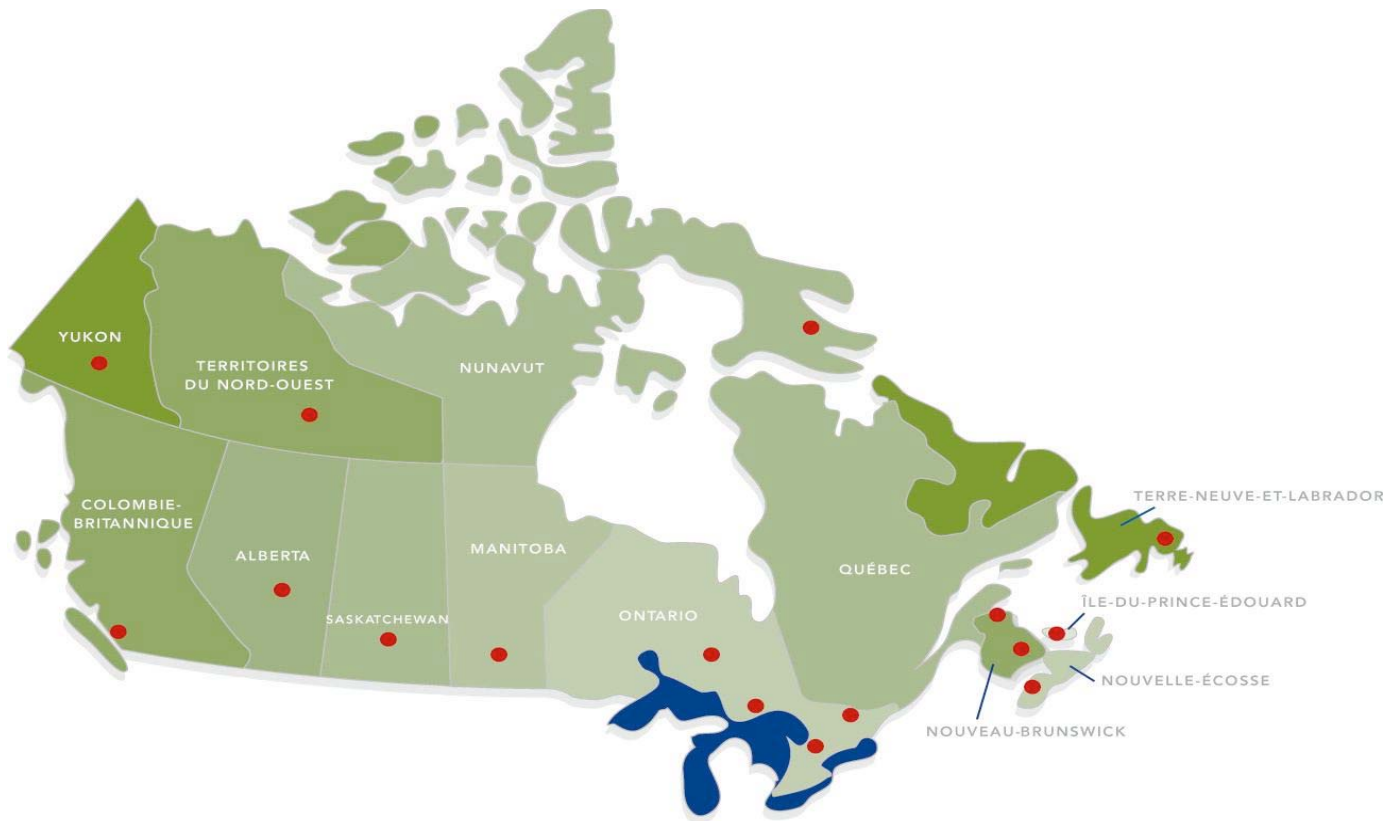 YUKON
TERRITOIRES
DU NORD-OUEST
NUNAVUT
COLOMBIE-
BRITANNIQUE
ALBERTA
SASKATCHEWAN
MANITOBA
ONTARIO
QUÉBEC
TERRE-NEUVE-ET-LABRADOR
ÎLE-DU-PRINCE-ÉDOUARD
NOUVELLE-ÉCOSSE
NOUVEAU-BRUNSWICK